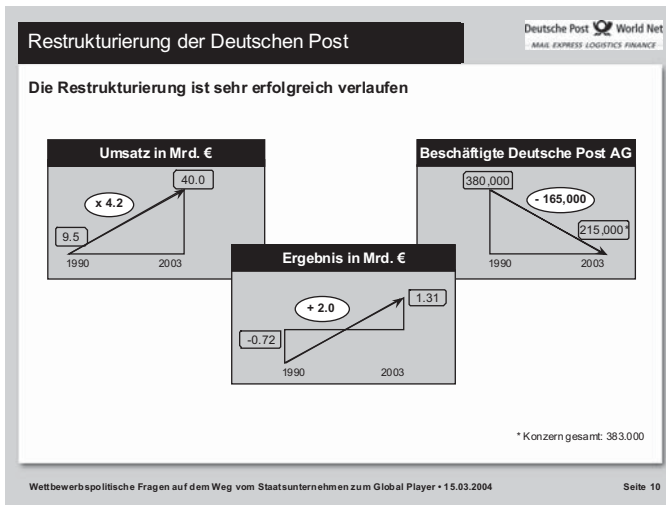 Restrukturierung der Deutschen Post
Deutsche Post World Net
MAIL EXPRESS LOGISTICS FINANCE
Die Restrukturierung ist sehr erfolgreich verlaufen
Umsatz in Mrd. €
40.0
x 4.2
9.5
1990 2003
Beschäftigte Deutsche Post AG
380,000
- 165,000
215,000*
1990 2003
Ergebnis in Mrd. €
+ 2.0
1.31
-0.72
1990 2003
* Konzern gesamt: 383.000
Wettbewerbspolitische Fragen auf dem Weg vom Staatsunternehmen zum Global Player • 15.03.2004 Seite 10